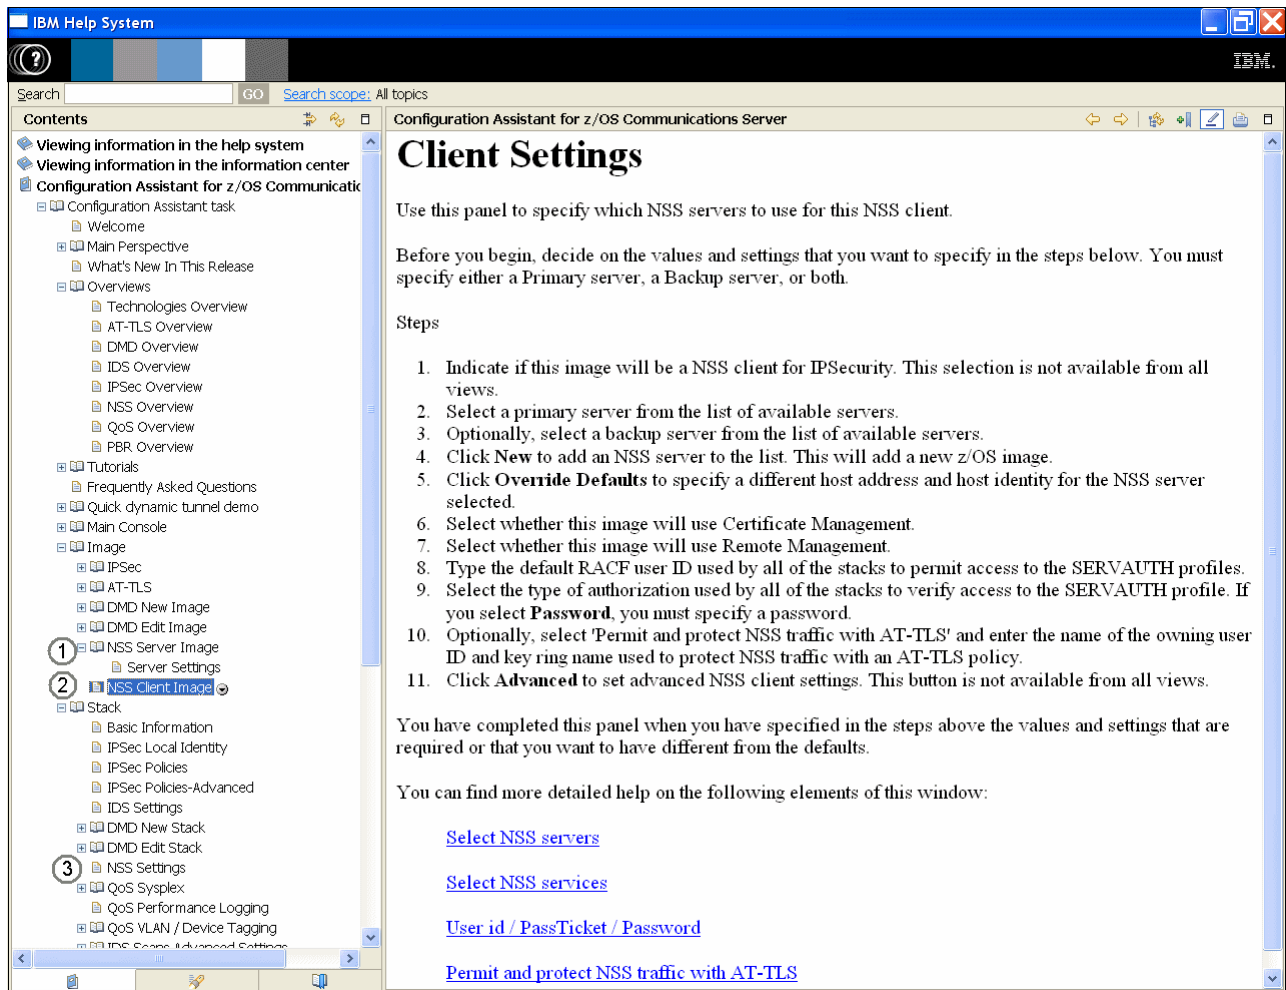 IBM Help System
IBM.
Search
GO
Search scope: All topics
Contents
Viewing information in the help system
Viewing information in the information center
Configuration Assistant for z/OS Communicatic
Configuration Assistant task
Welcome
Main Perspective
What's New In This Release
Overviews
Technologies Overview
AT-TLS Overview
DMD Overview
IDS Overview
IPSec Overview
NSS Overview
QoS Overview
PBR Overview
Tutorials
Frequently Asked Questions
Quick dynamic tunnel demo
Main Console
Image
IPSec
AT-TLS
DMD New Image
DMD Edit Image
1 NSS Server Image
Server Settings
2 NSS Client Image
Stack
Basic Information
IPSec Local Identity
IPSec Policies
IPSec Policies-Advanced
IDS Settings
DMD New Stack
DMD Edit Stack
3 NSS Settings
QoS Sysplex
QoS Performance Logging
QoS VLAN / Device Tagging
IDS Scans Advanced Settings
Configuration Assistant for z/OS Communications Server
Client Settings
Use this panel to specify which NSS servers to use for this NSS client.
Before you begin, decide on the values and settings that you want to specify in the steps below. You must
specify either a Primary server, a Backup server, or both.
Steps
1. Indicate if this image will be a NSS client for IPSecurity. This selection is not available from all
views.
2. Select a primary server from the list of available servers.
3. Optionally, select a backup server from the list of available servers.
4. Click New to add an NSS server to the list. This will add a new z/OS image.
5. Click Override Defaults to specify a different host address and host identity for the NSS server
selected.
6. Select whether this image will use Certificate Management.
7. Select whether this image will use Remote Management.
8. Type the default RACF user ID used by all of the stacks to permit access to the SERVAUTH profiles.
9. Select the type of authorization used by all of the stacks to verify access to the SERVAUTH profile. If
you select Password, you must specify a password.
10. Optionally, select 'Permit and protect NSS traffic with AT-TLS' and enter the name of the owning user
ID and key ring name used to protect NSS traffic with an AT-TLS policy.
11. Click Advanced to set advanced NSS client settings. This button is not available from all views.
You have completed this panel when you have specified in the steps above the values and settings that are
required or that you want to have different from the defaults.
You can find more detailed help on the following elements of this window:
Select NSS servers
Select NSS services
User id / PassTicket / Password
Permit and protect NSS traffic with AT-TLS